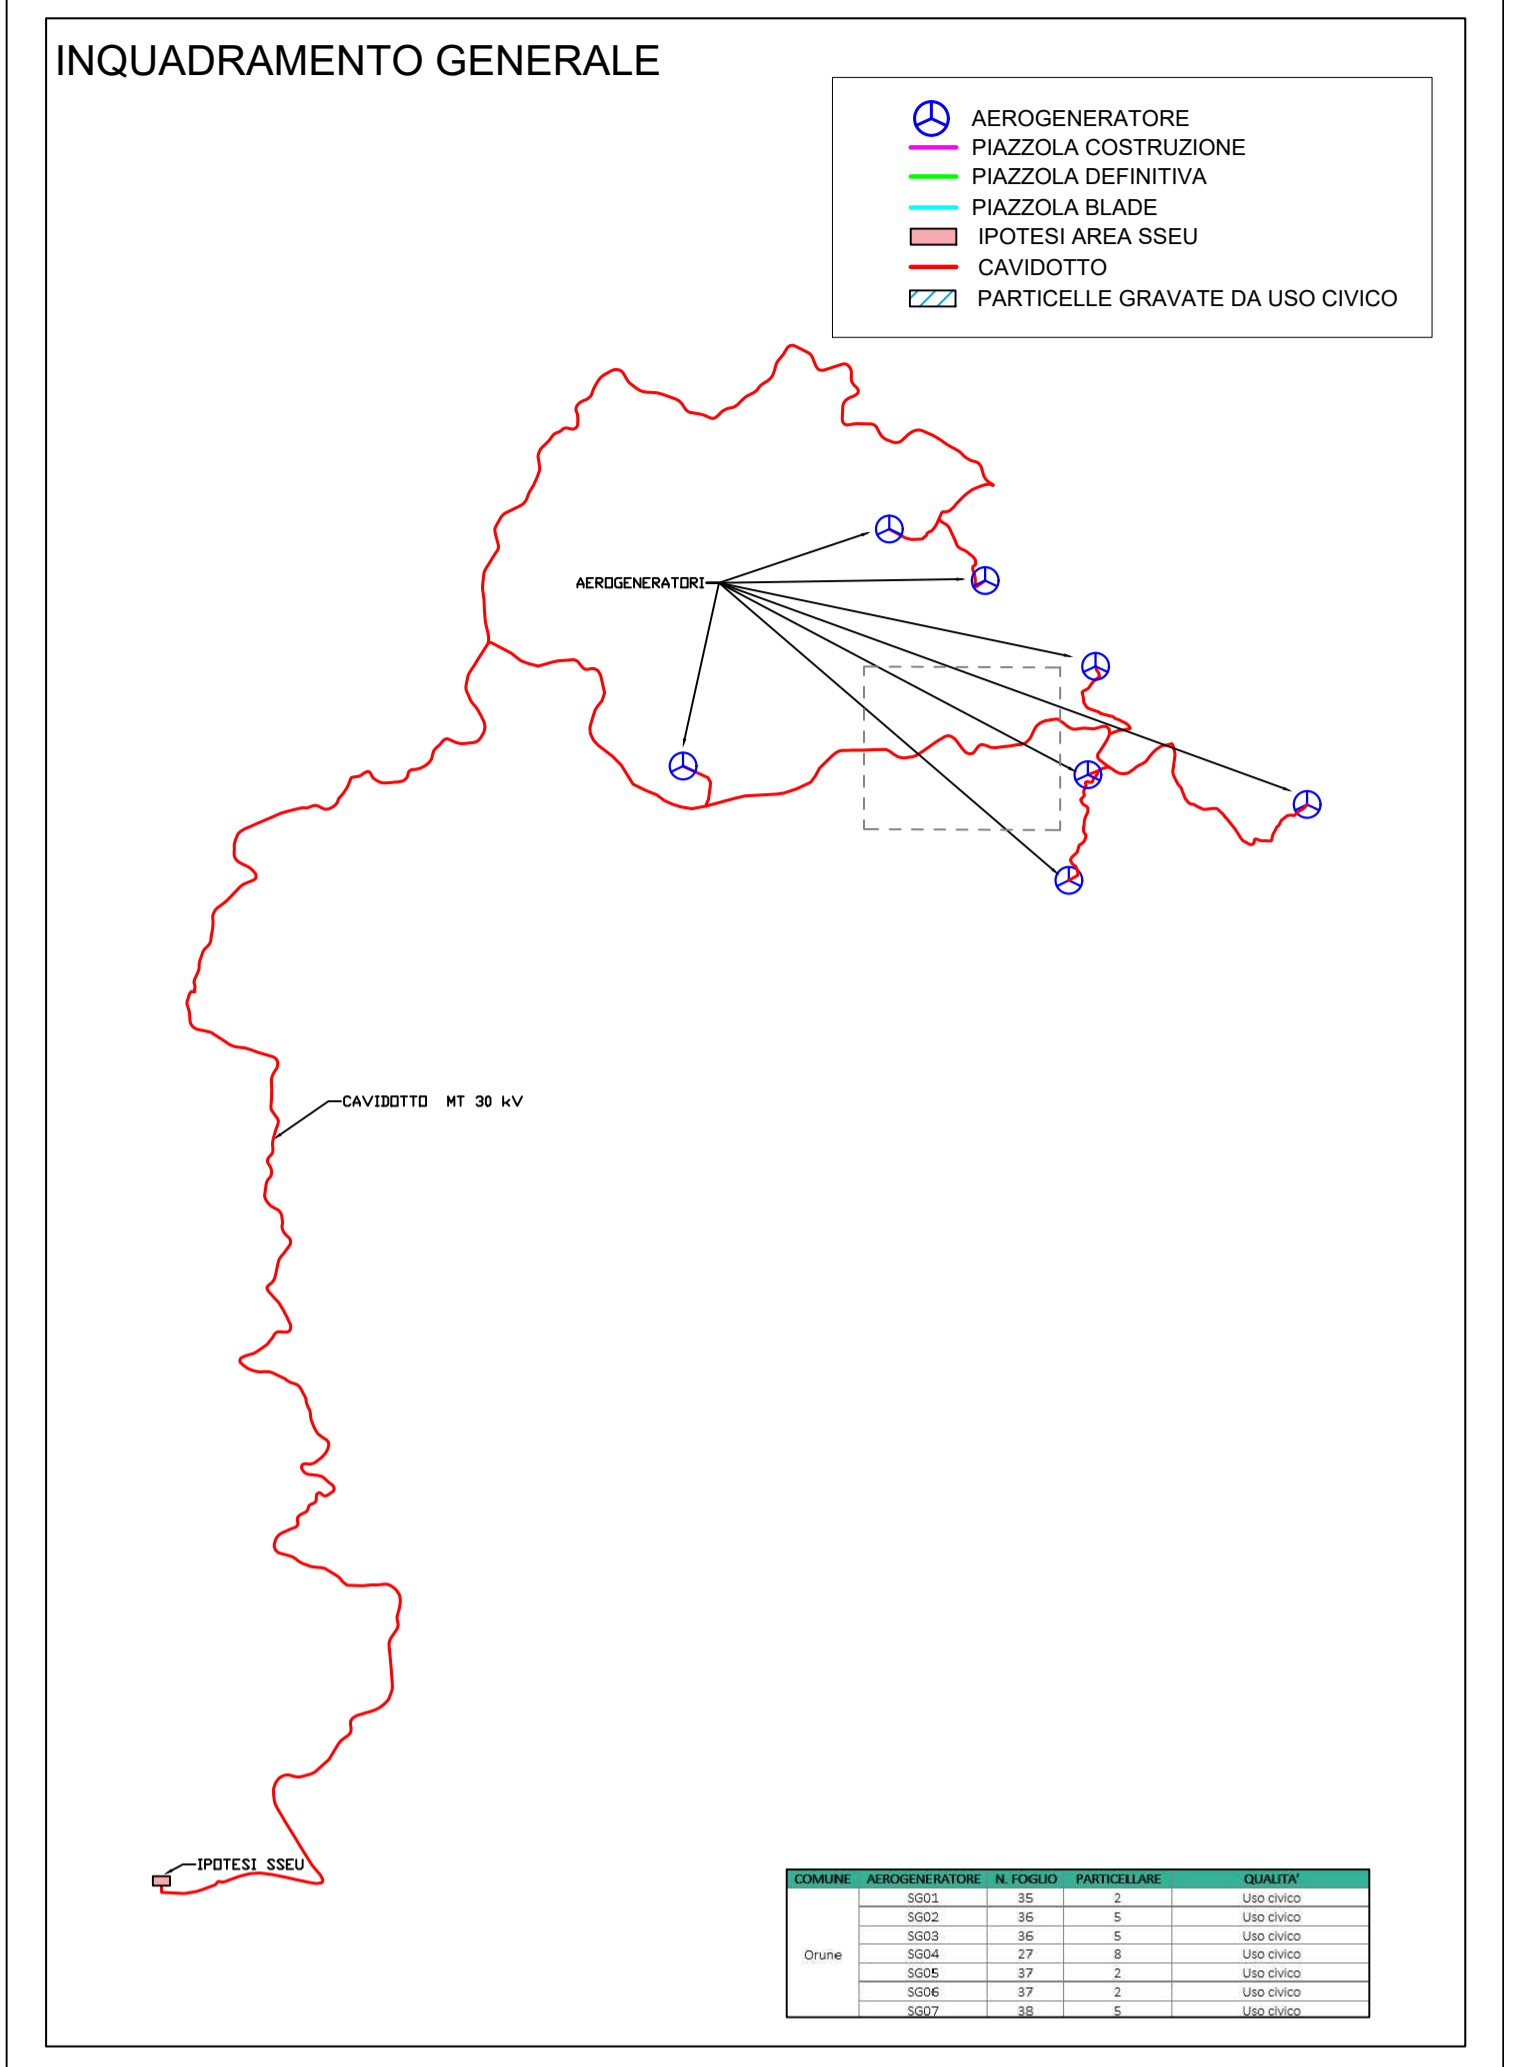 INQUADRAMENTO GENERALE
AEROGENERATORE
PIAZZOLA COSTRUZIONE
PIAZZOLA DEFINITIVA
PIAZZOLA BLADE
IPOTESI AREA SSEU
CAVIDOTTO
PARTICELLE GRAVATE DA USO CIVICO
AEROGENERATORI
CAVIDOTTO MT 30 kV
IPOTESI SSEU
COMUNE AEROGENERATORE N. FOGLIO PARTICELLARE QUALITA'
SG01 35 2 Uso civico
SG02 36 5 Uso civico
SG03 36 5 Uso civico
Orune SG04 27 8 Uso civico
SG05 37 2 Uso civico
SG06 37 2 Uso civico
SG07 38 5 Uso civico